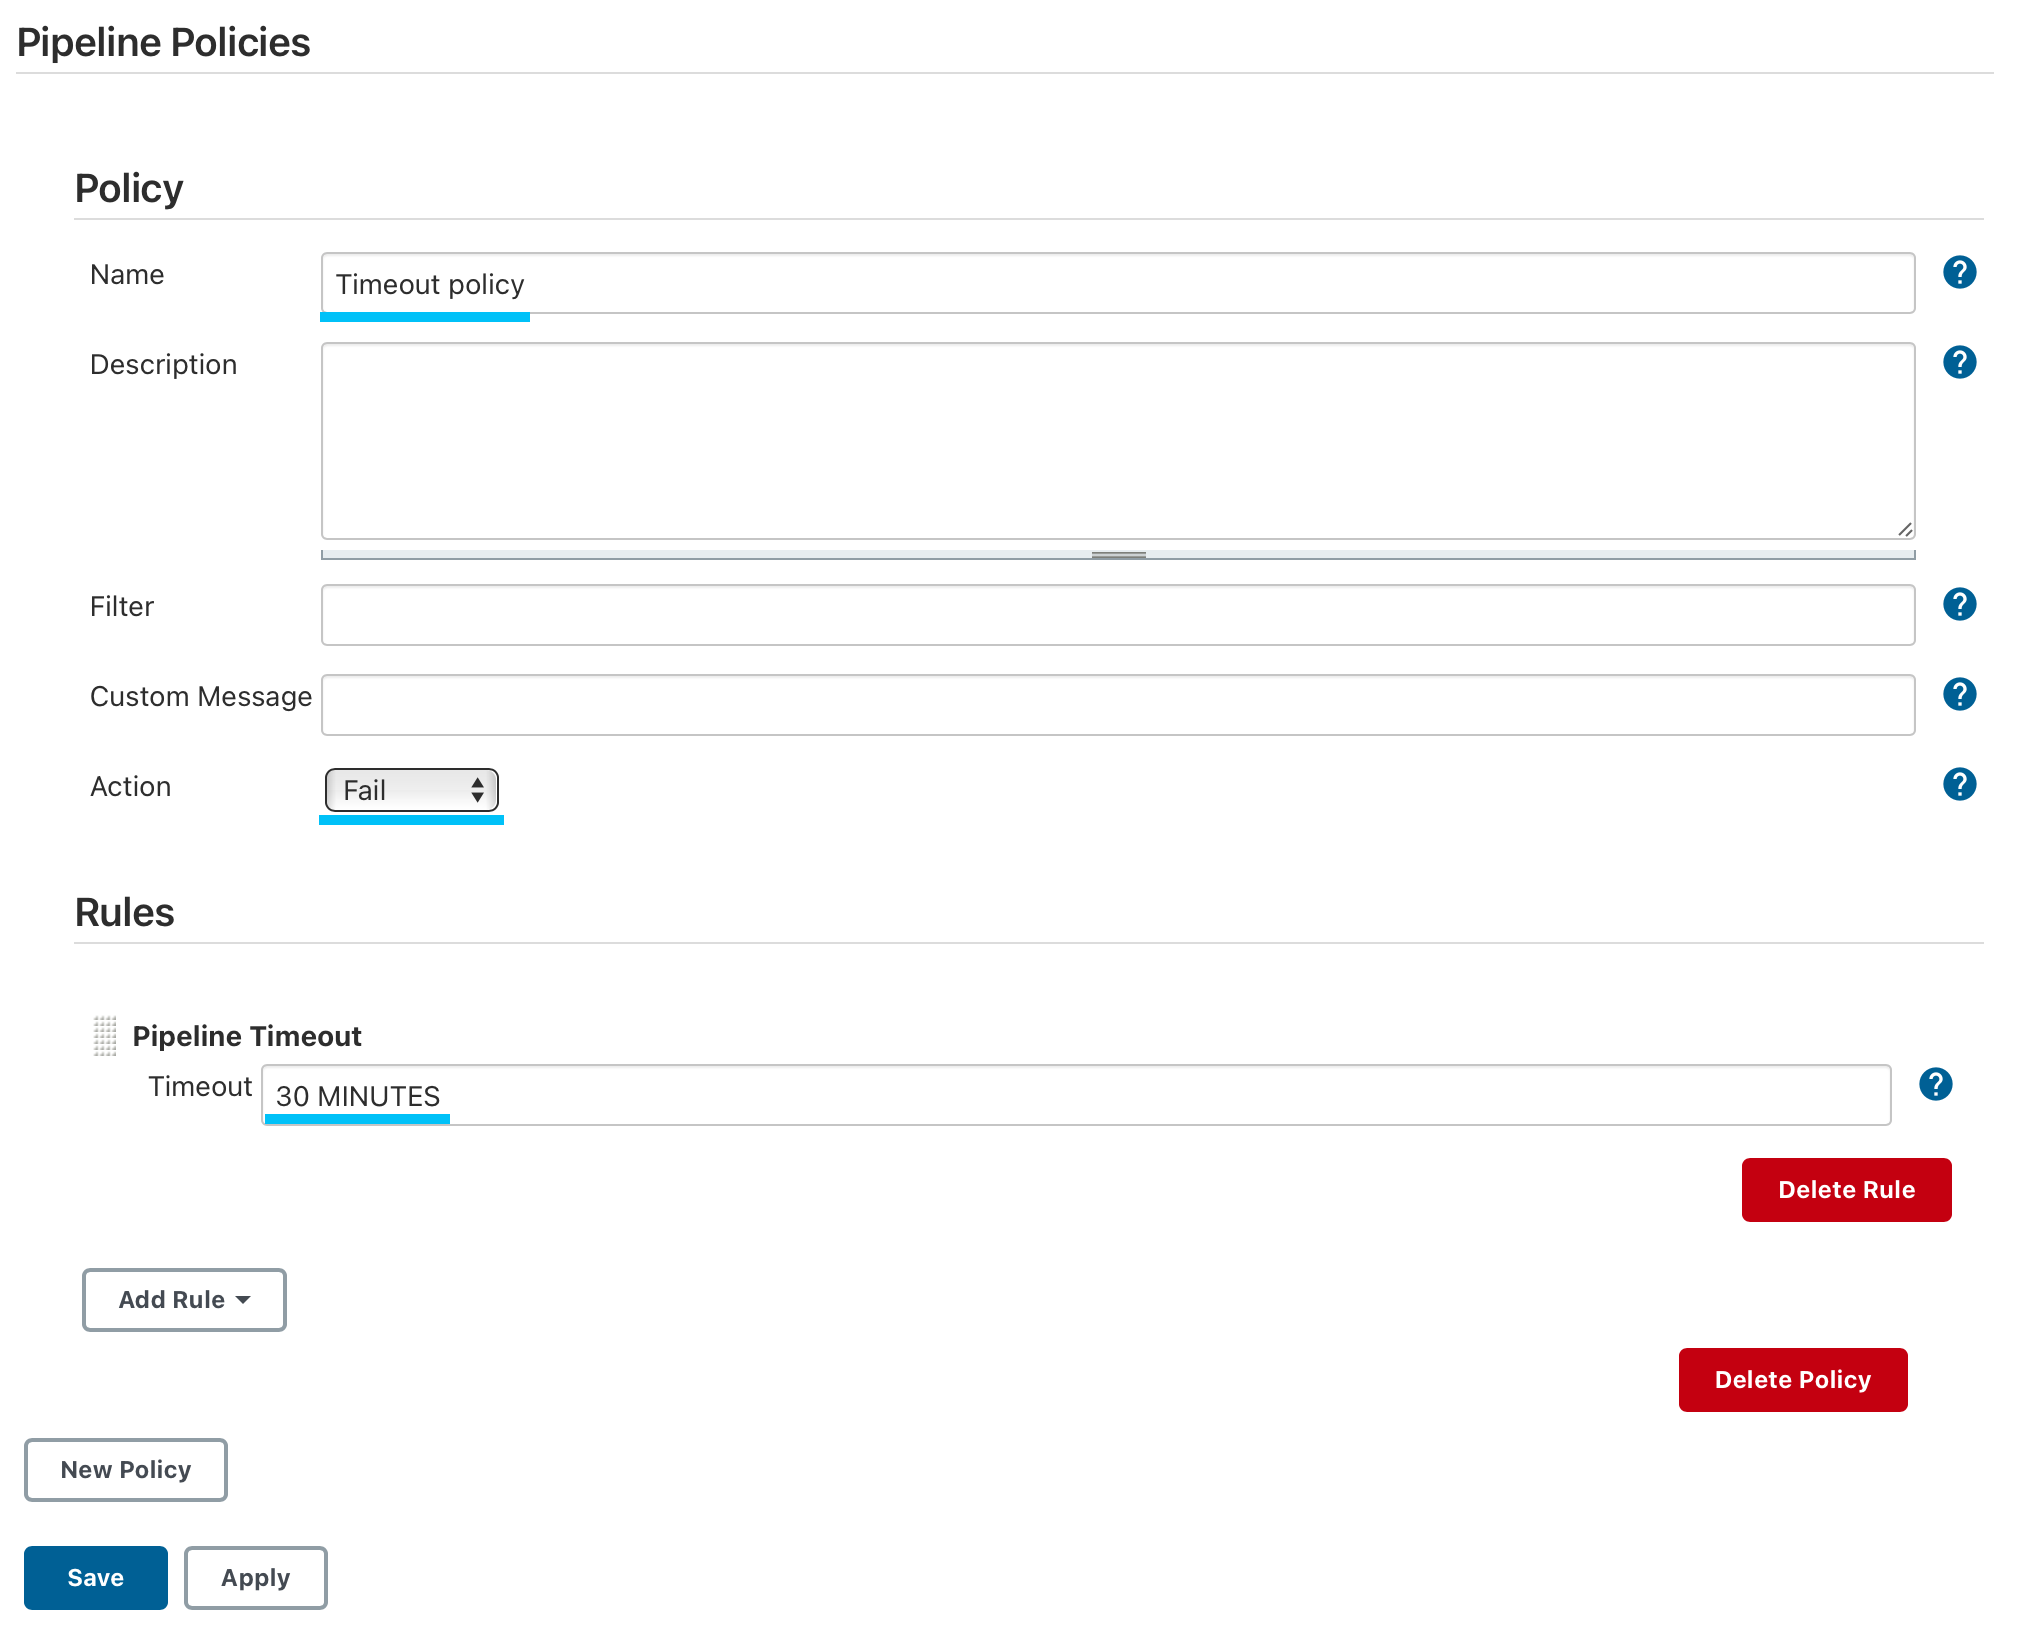 Pipeline Policies
Policy
Name
Timeout policy
?
Description
?
Filter
?
Custom Message
?
Action
Fail
?
Rules
Pipeline Timeout
Timeout
30 MINUTES
?
Delete Rule
Add Rule
Delete Policy
New Policy
Save
Apply